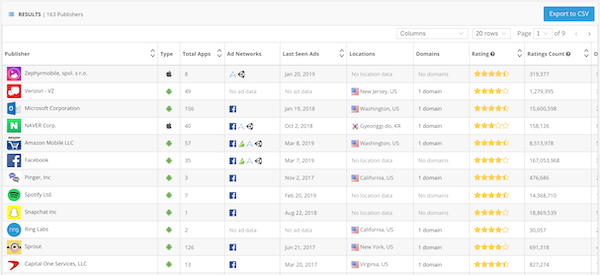 RESULTS | 163 Publishers Export to CSV
Columns 20 rows Page 1 of 9
Publisher Type Total Apps Ad Networks Last Seen Ads Locations Domains Rating Ratings Count D
Zephyrmobile, spol. s r.o. 8 Jan 20, 2019 No location data No domains 319,377
Verizon - VZ 49 No ad data No ad data New Jersey, US 1 domain 1,279,395
Microsoft Corporation 156 Jan 19, 2018 Washington, US 1 domain 15,600,598
NAVER Corp. 40 Oct 2, 2018 Gyeonggi-do, KR 1 domain 158,126
Amazon Mobile LLC 57 Mar 8, 2019 Washington, US 1 domain 8,513,978
Facebook 35 Mar 7, 2019 No location data No domains 167,053,968
Pinger, Inc 3 Nov 2, 2017 California, US 1 domain 476,686
Spotify Ltd. 7 Feb 20, 2019 No location data No domains 14,368,710
Snapchat Inc 1 Aug 22, 2018 No location data No domains 18,869,539
Ring Labs 2 No ad data No ad data California, US 1 domain 30,057
Sprout 126 Jun 21, 2017 New York, US 1 domain 691,318
Capital One Services, LLC 13 Mar 20, 2017 Virginia, US 1 domain